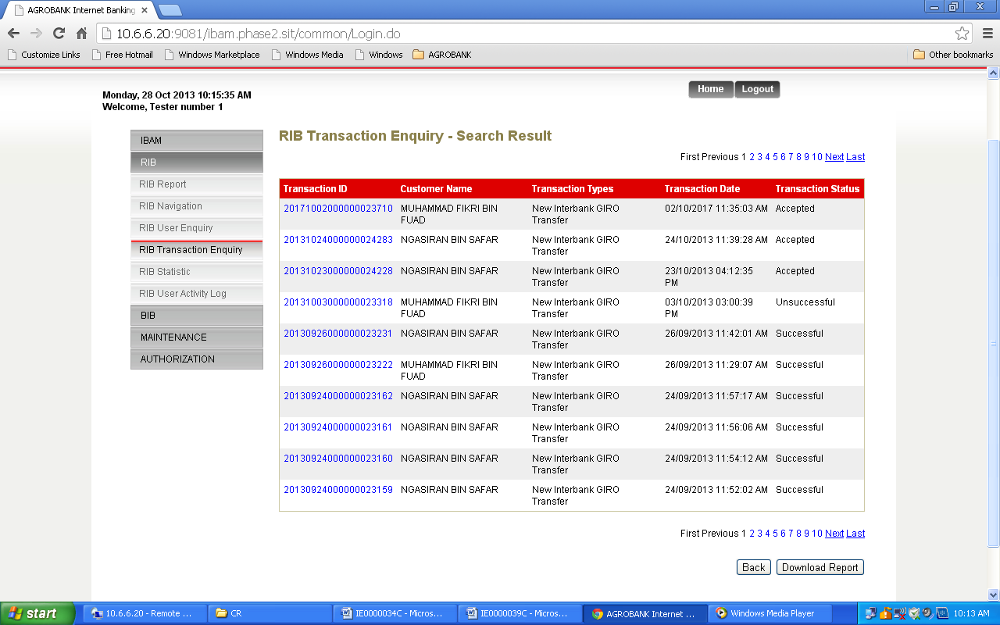 AGROBANK Internet Banking
10.6.6.20:9081/ibam.phase2.sit/common/Login.do
Customize Links Free Hotmail Windows Marketplace Windows Media Windows AGROBANK Other bookmarks
Monday, 28 Oct 2013 10:15:35 AM
Welcome, Tester number 1
Home Logout
IBAM
RIB
RIB Report
RIB Navigation
RIB User Enquiry
RIB Transaction Enquiry
RIB Statistic
RIB User Activity Log
BIB
MAINTENANCE
AUTHORIZATION
RIB Transaction Enquiry - Search Result
First Previous 1 2 3 4 5 6 7 8 9 10 Next Last
Transaction ID Customer Name Transaction Types Transaction Date Transaction Status
20171002000000023710 MUHAMMAD FIKRI BIN New Interbank GIRO 02/10/2017 11:35:03 AM Accepted
FUAD Transfer
20131024000000024283 NGASIRAN BIN SAFAR New Interbank GIRO 24/10/2013 11:39:28 AM Accepted
Transfer
20131023000000024228 NGASIRAN BIN SAFAR New Interbank GIRO 23/10/2013 04:12:35 Accepted
Transfer PM
20131003000000023318 MUHAMMAD FIKRI BIN New Interbank GIRO 03/10/2013 03:00:39 Unsuccessful
FUAD Transfer PM
20130926000000023231 NGASIRAN BIN SAFAR New Interbank GIRO 26/09/2013 11:42:01 AM Successful
Transfer
20130926000000023222 MUHAMMAD FIKRI BIN New Interbank GIRO 26/09/2013 11:29:07 AM Successful
FUAD Transfer
20130924000000023162 NGASIRAN BIN SAFAR New Interbank GIRO 24/09/2013 11:57:17 AM Successful
Transfer
20130924000000023161 NGASIRAN BIN SAFAR New Interbank GIRO 24/09/2013 11:56:06 AM Successful
Transfer
20130924000000023160 NGASIRAN BIN SAFAR New Interbank GIRO 24/09/2013 11:54:12 AM Successful
Transfer
20130924000000023159 NGASIRAN BIN SAFAR New Interbank GIRO 24/09/2013 11:52:02 AM Successful
Transfer
First Previous 1 2 3 4 5 6 7 8 9 10 Next Last
Back Download Report
start 10.6.6.20 - Remote ... CR IE0000034C - Micros... IE0000039C - Micros... AGROBANK Internet ... Windows Media Player 10:13 AM